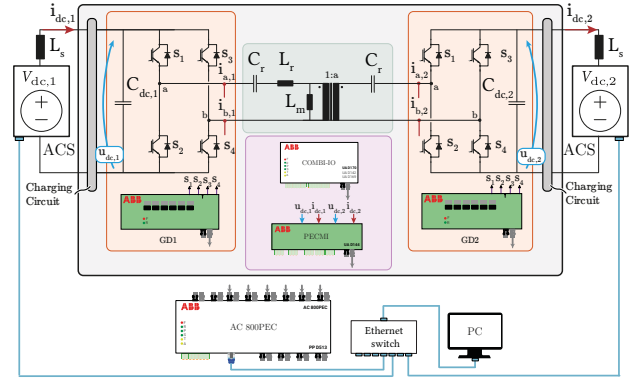 i_dc,1
L_s
V_dc,1
ACS
Charging
Circuit
u_dc,1
C_dc,1
S_1
S_3
S_2
S_4
a
b
S_1 S_2 S_3 S_4
ABB
GD1
i_a,1
i_b,1
C_r
L_r
L_m
1:a
C_r
i_a,2
i_b,2
ABB
COMBI-IO
u_dc,1 i_dc,1 u_dc,2 i_dc,2
ABB
PECMI
S_1
S_3
S_2
S_4
a
b
C_dc,2
u_dc,2
S_1 S_2 S_3 S_4
ABB
GD2
i_dc,2
L_s
V_dc,2
ACS
Charging
Circuit
ABB
AC 800PEC
AC 800PEC
PP D513
Ethernet
switch
PC